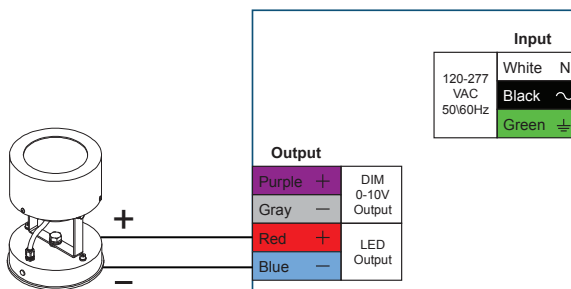 Input
120-277
VAC
50\60Hz
White N
Black
Green
Output
Purple +
Gray −
Red +
Blue −
DIM
0-10V
Output
LED
Output
+
−